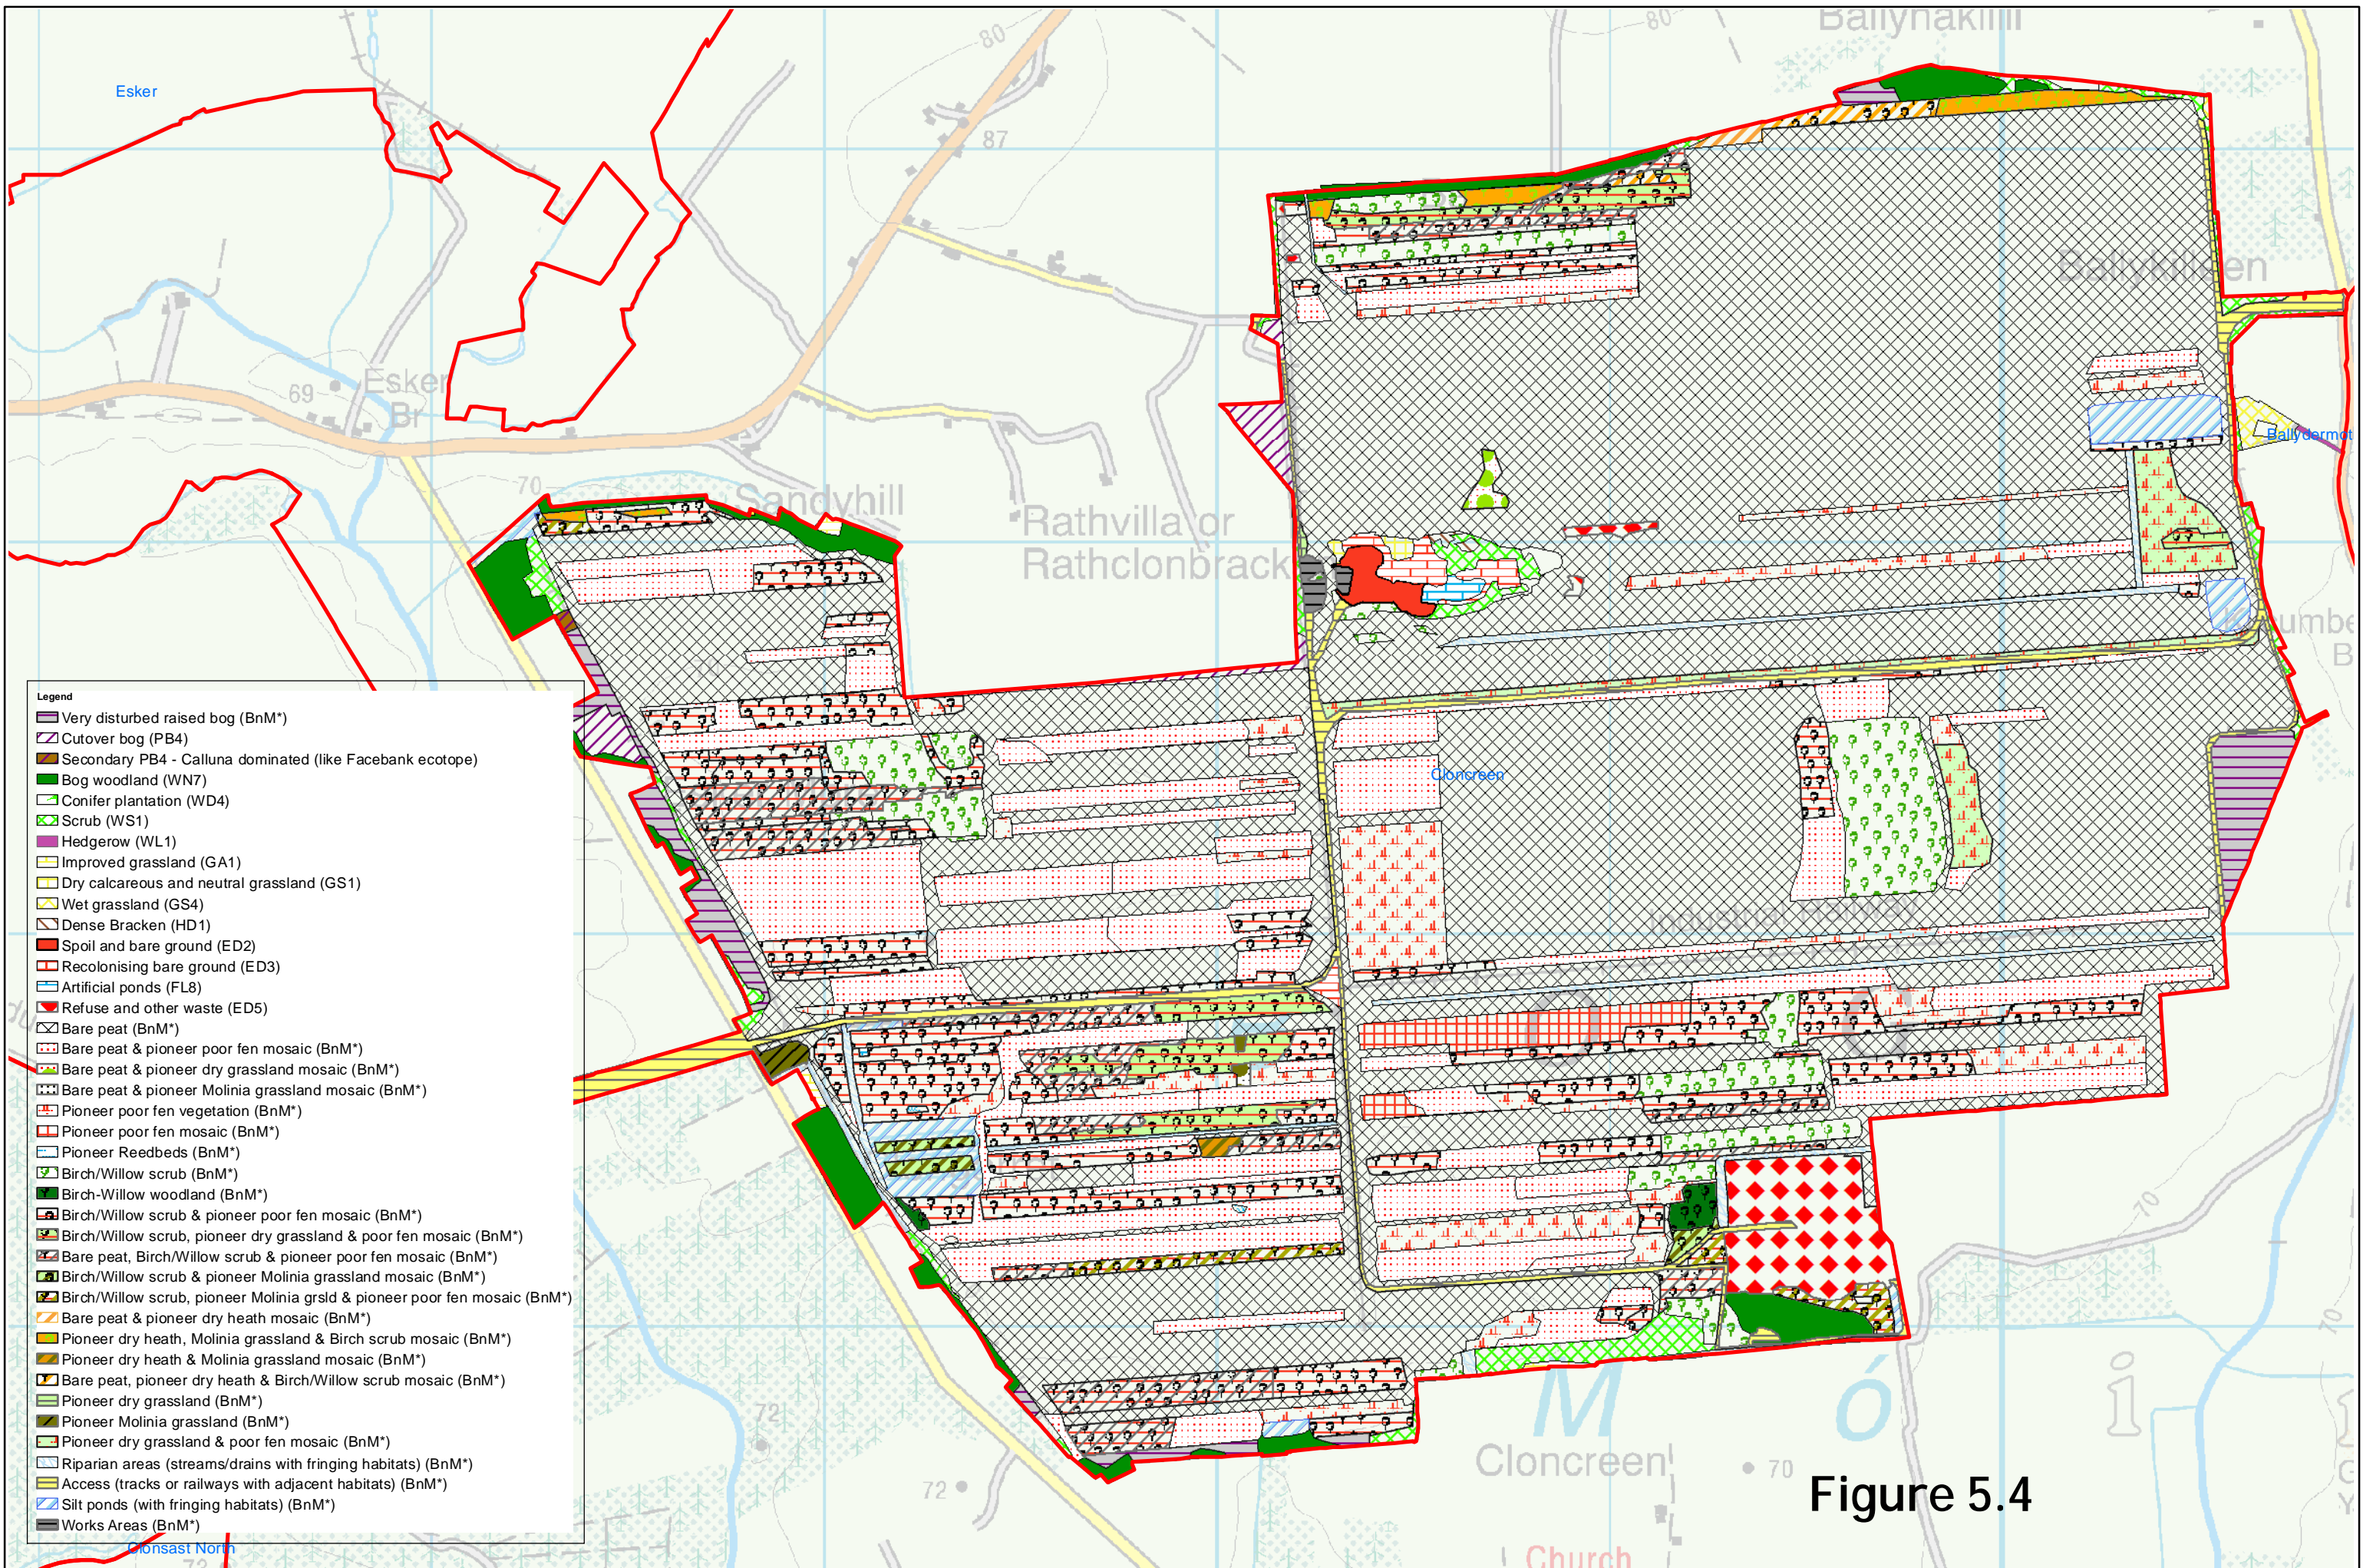 Ballynakilll
80
80
Esker
87
Ballykilleen
69
Esker
Br
Ballydermot
70
Sandyhill
Rathvilla or
Rathclonbrack
Cloncreen
Industrial Railway
Legend
Very disturbed raised bog (BnM*)
Cutover bog (PB4)
Secondary PB4 - Calluna dominated (like Facebank ecotope)
Bog woodland (WN7)
Conifer plantation (WD4)
Scrub (WS1)
Hedgerow (WL1)
Improved grassland (GA1)
Dry calcareous and neutral grassland (GS1)
Wet grassland (GS4)
Dense Bracken (HD1)
Spoil and bare ground (ED2)
Recolonising bare ground (ED3)
Artificial ponds (FL8)
Refuse and other waste (ED5)
Bare peat (BnM*)
Bare peat & pioneer poor fen mosaic (BnM*)
Bare peat & pioneer dry grassland mosaic (BnM*)
Bare peat & pioneer Molinia grassland mosaic (BnM*)
Pioneer poor fen vegetation (BnM*)
Pioneer poor fen mosaic (BnM*)
Pioneer Reedbeds (BnM*)
Birch/Willow scrub (BnM*)
Birch-Willow woodland (BnM*)
Birch/Willow scrub & pioneer poor fen mosaic (BnM*)
Birch/Willow scrub, pioneer dry grassland & poor fen mosaic (BnM*)
Bare peat, Birch/Willow scrub & pioneer poor fen mosaic (BnM*)
Birch/Willow scrub & pioneer Molinia grassland mosaic (BnM*)
Birch/Willow scrub, pioneer Molinia grsld & pioneer poor fen mosaic (BnM*)
Bare peat & pioneer dry heath mosaic (BnM*)
Pioneer dry heath, Molinia grassland & Birch scrub mosaic (BnM*)
Pioneer dry heath & Molinia grassland mosaic (BnM*)
Bare peat, pioneer dry heath & Birch/Willow scrub mosaic (BnM*)
Pioneer dry grassland (BnM*)
Pioneer Molinia grassland (BnM*)
Pioneer dry grassland & poor fen mosaic (BnM*)
Riparian areas (streams/drains with fringing habitats) (BnM*)
Access (tracks or railways with adjacent habitats) (BnM*)
Silt ponds (with fringing habitats) (BnM*)
Works Areas (BnM*)
70
70
M ó i
72
Cloncreen
70
72
Figure 5.4
Clonsast North
Church